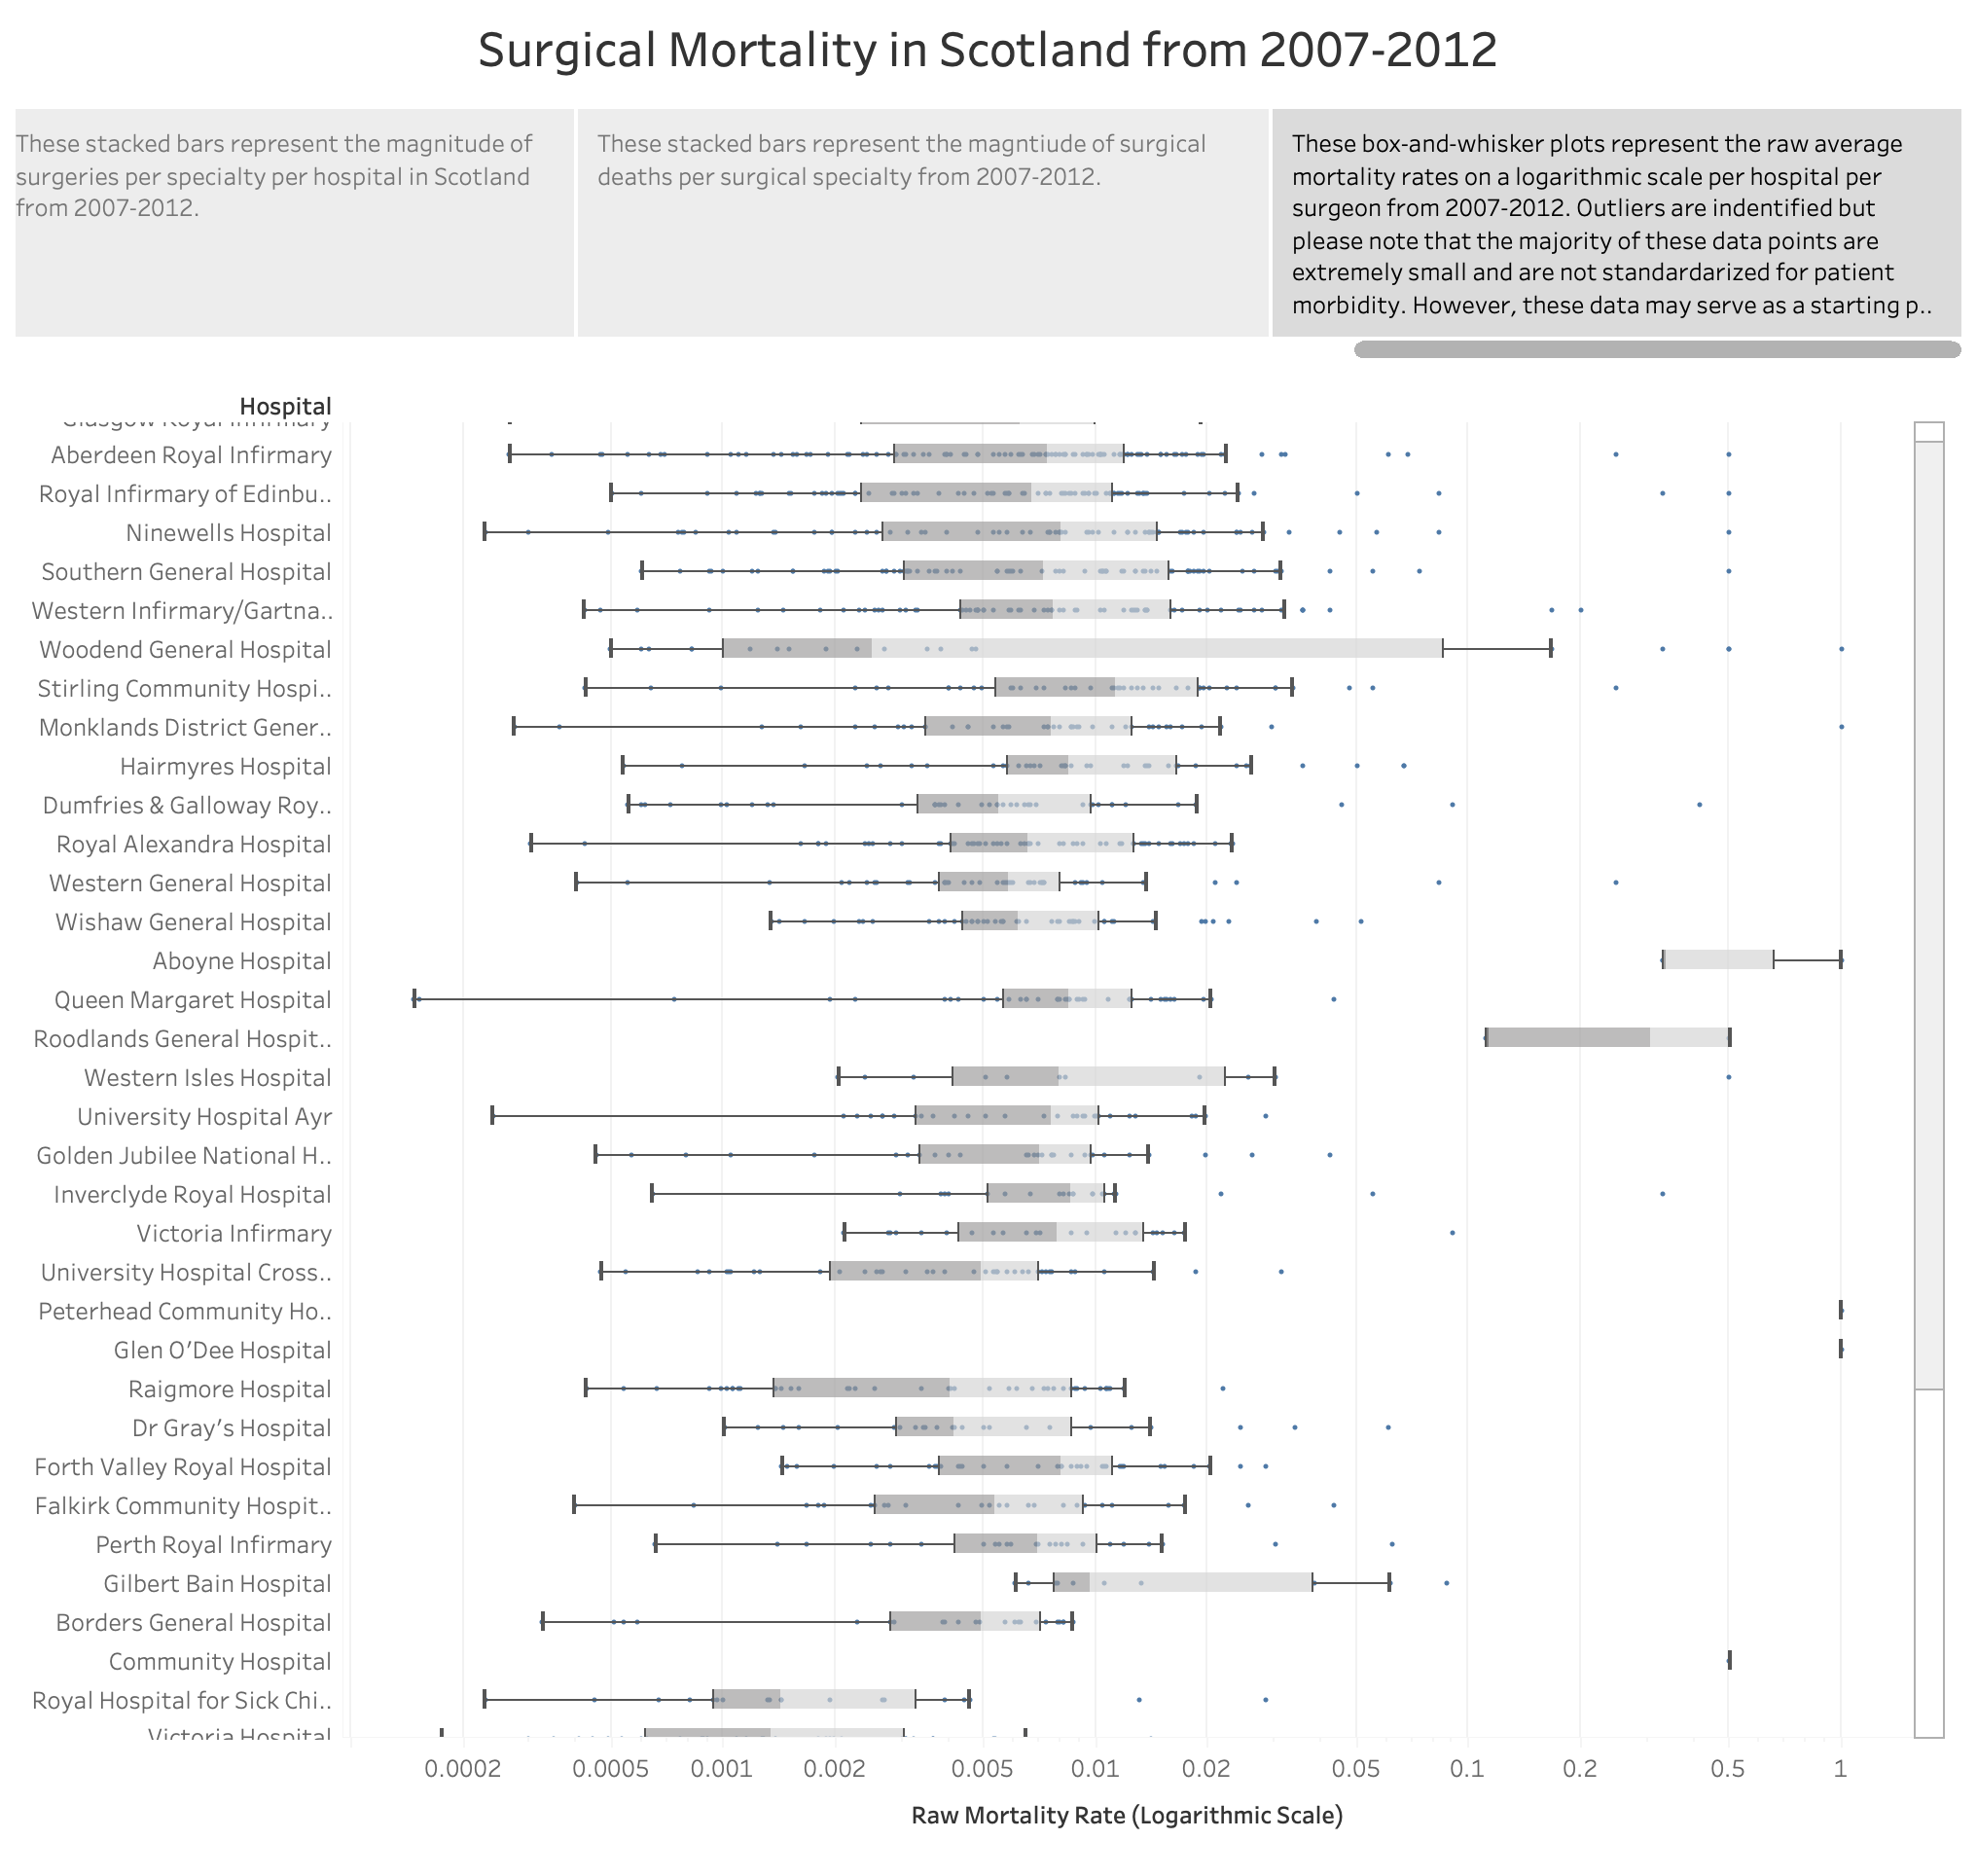 Surgical Mortality in Scotland from 2007-2012
These stacked bars represent the magnitude of
surgeries per specialty per hospital in Scotland
from 2007-2012.
These stacked bars represent the magntiude of surgical
deaths per surgical specialty from 2007-2012.
These box-and-whisker plots represent the raw average
mortality rates on a logarithmic scale per hospital per
surgeon from 2007-2012. Outliers are indentified but
please note that the majority of these data points are
extremely small and are not standardarized for patient
morbidity. However, these data may serve as a starting p..
Hospital
Glasgow Royal Infirmary
Aberdeen Royal Infirmary
Royal Infirmary of Edinbu..
Ninewells Hospital
Southern General Hospital
Western Infirmary/Gartna..
Woodend General Hospital
Stirling Community Hospi..
Monklands District Gener..
Hairmyres Hospital
Dumfries & Galloway Roy..
Royal Alexandra Hospital
Western General Hospital
Wishaw General Hospital
Aboyne Hospital
Queen Margaret Hospital
Roodlands General Hospit..
Western Isles Hospital
University Hospital Ayr
Golden Jubilee National H..
Inverclyde Royal Hospital
Victoria Infirmary
University Hospital Cross..
Peterhead Community Ho..
Glen O’Dee Hospital
Raigmore Hospital
Dr Gray’s Hospital
Forth Valley Royal Hospital
Falkirk Community Hospit..
Perth Royal Infirmary
Gilbert Bain Hospital
Borders General Hospital
Community Hospital
Royal Hospital for Sick Chi..
Victoria Hospital
0.0002 0.0005 0.001 0.002 0.005 0.01 0.02 0.05 0.1 0.2 0.5 1
Raw Mortality Rate (Logarithmic Scale)